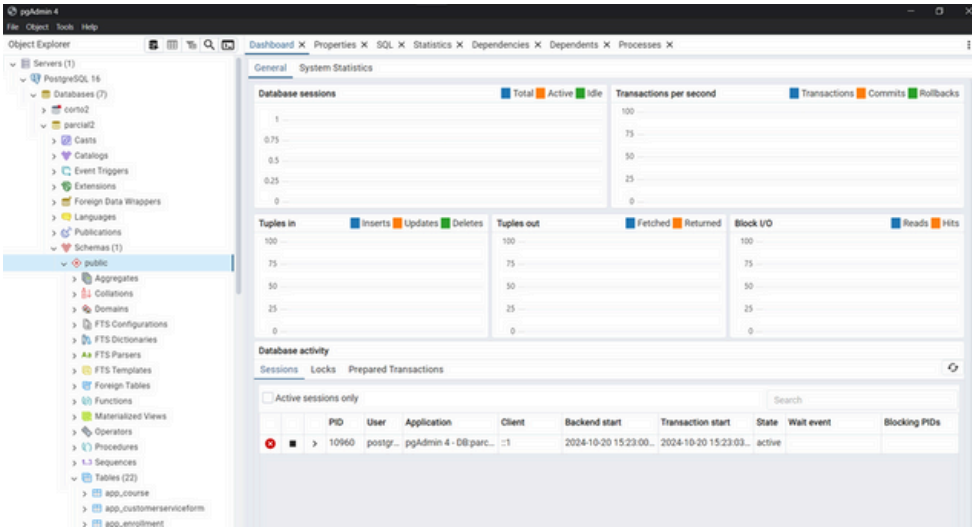 pgAdmin 4
File Object Tools Help
Object Explorer
Dashboard Properties SQL Statistics Dependencies Dependents Processes
Servers (1)
PostgreSQL 16
Databases (7)
corto2
parcial2
Casts
Catalogs
Event Triggers
Extensions
Foreign Data Wrappers
Languages
Publications
Schemas (1)
public
Aggregates
Collations
Domains
FTS Configurations
FTS Dictionaries
FTS Parsers
FTS Templates
Foreign Tables
Functions
Materialized Views
Operators
Procedures
1..3 Sequences
Tables (22)
app_course
app_customerserviceform
app_enrollment
General System Statistics
Database sessions Total Active Idle
1
0.75
0.5
0.25
0
Transactions per second Transactions Commits Rollbacks
100
75
50
25
0
Tuples in Inserts Updates Deletes
100
75
50
25
0
Tuples out Fetched Returned
100
75
50
25
0
Block I/O Reads Hits
100
75
50
25
0
Database activity
Sessions Locks Prepared Transactions
Active sessions only Search
PID User Application Client Backend start Transaction start State Wait event Blocking PIDs
10960 postgr... pgAdmin 4 - DB:parc... ::1 2024-10-20 15:23:00... 2024-10-20 15:23:03... active